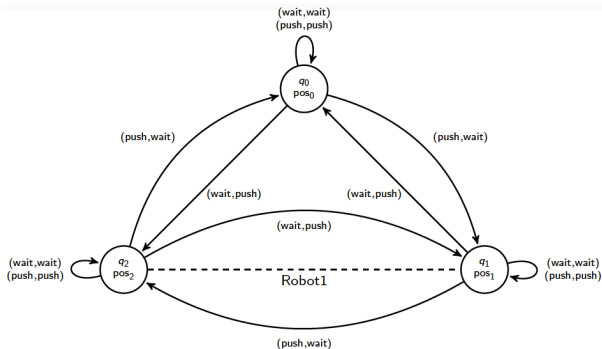 (wait,wait)
(push,push)
q0
pos0
(push,wait)
(push,wait)
(wait,push)
(wait,push)
(wait,push)
(wait,wait)
(push,push)
q2
pos2
Robot1
q1
pos1
(wait,wait)
(push,push)
(push,wait)